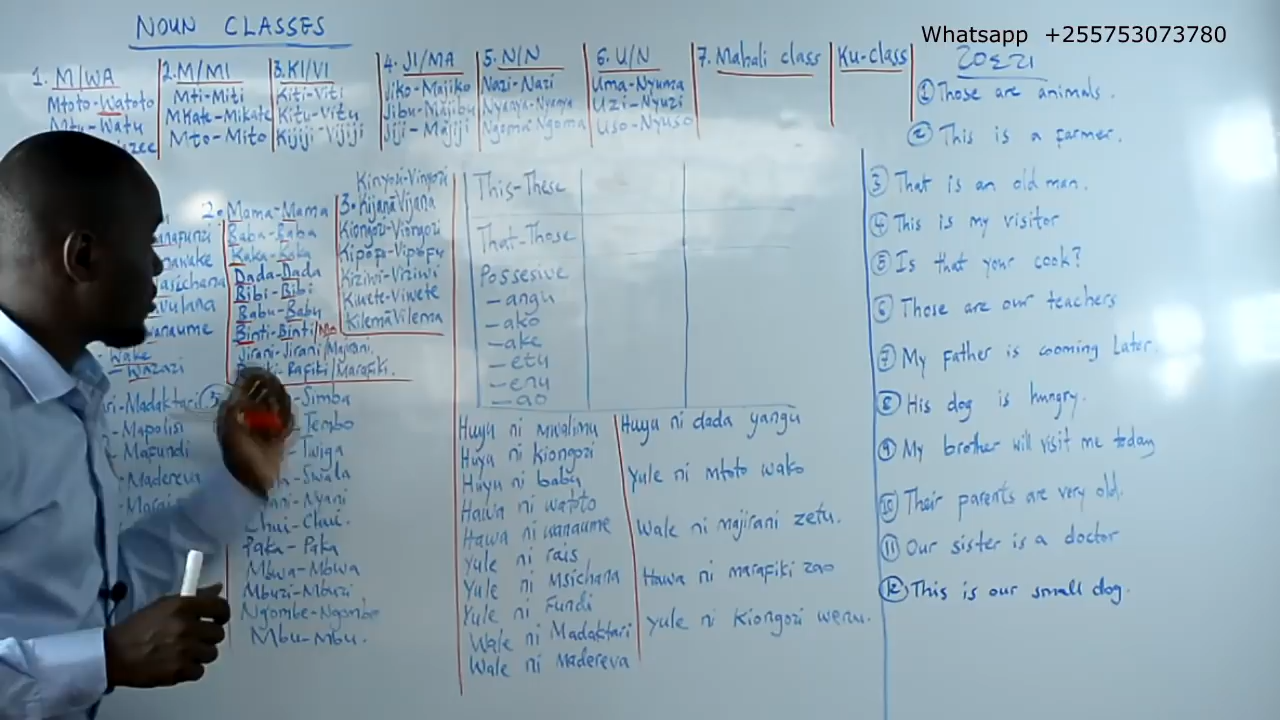 Whatsapp +255753073780
NOUN CLASSES
1. M/WA
Mtoto-Watoto
Mtu-Watu
2. M/MI
Mti-Miti
Mkate-Mikate
Mto-Mito
3. KI/VI
Kiti-Viti
Kitu-Vitu
Kijiji-Vijiji
4. JI/MA
Jiko-Majiko
Jibu-Majibu
Jiji-Majiji
5. N/N
Nazi-Nazi
Nyanya-Nyanya
Ngoma-Ngoma
6. U/N
Uma-Nyuma
Uzi-Nyuzi
Uso-Nyuso
7. Mahali class
Ku-class
2. Mama-Mama
Baba-Baba
Kaka-Kaka
Dada-Dada
Bibi-Bibi
Babu-Babu
Binti-Binti/Ma
Jirani-Jirani/Majirani.
Rafiki/Marafiki.
Kinyozi-Vinyozi
3. Kijana Vijana
Kiongozi-Viongozi
Kipofu-Vipofu
Kiziwi-Viziwi
Kiwete-Viwete
Kilema Vilema
-Wake
-Wazazi
-Madaktari
-Mapolisi
-Mafundi
-Madereva
-Simba
Tembo
-Twiga
-Swala
-Nyani
Chui-Chui.
Paka-Paka
Mbwa-Mbwa
Mbuzi-Mbuzi
Ngombe-Ngombe
Mbu-Mbu.
This-These
That-Those
Possesive
-angu
-ako
-ake
-etu
-enu
-ao
Huyu ni mwalimu
Huyu ni kiongozi
Huyu ni babu
Hawa ni watoto
Hawa ni wanaume
Yule ni rais
Yule ni Msichana
Yule ni Fundi
Wale ni Madaktari
Wale ni Madereva
Huyu ni dada yangu
Yule ni mtoto wako
Wale ni majirani zetu.
Hawa ni marafiki zao
Yule ni kiongozi wenu.
① Those are animals.
② This is a farmer.
③ That is an old man.
④ This is my visitor
⑤ Is that your cook?
⑥ Those are our teachers
⑦ My father is cooming Later.
⑧ His dog is hungry.
⑨ My brother will visit me today
⑩ Their parents are very old.
⑪ Our sister is a doctor
⑫ This is our small dog.